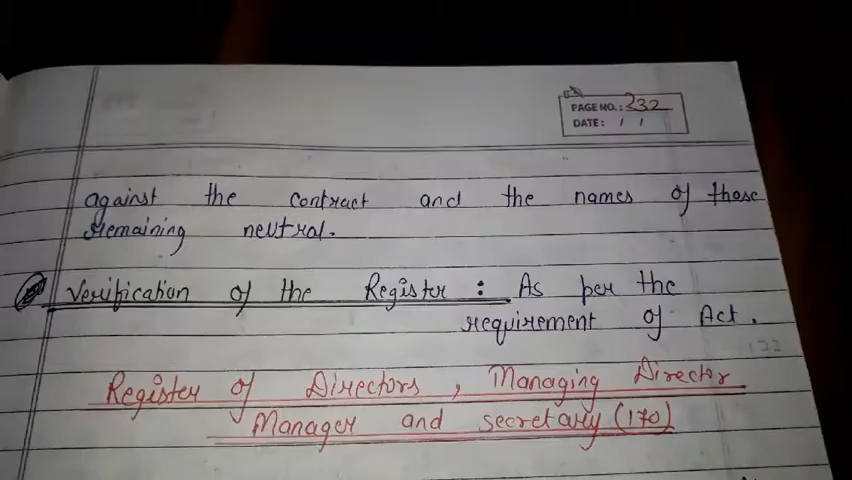 PAGE NO.: 232
DATE: / /
against the contract and the names of those
remaining neutral.
Verification of the Register : As per the
requirement of Act.
Register of Directors, Managing Director
Manager and secretary (170)